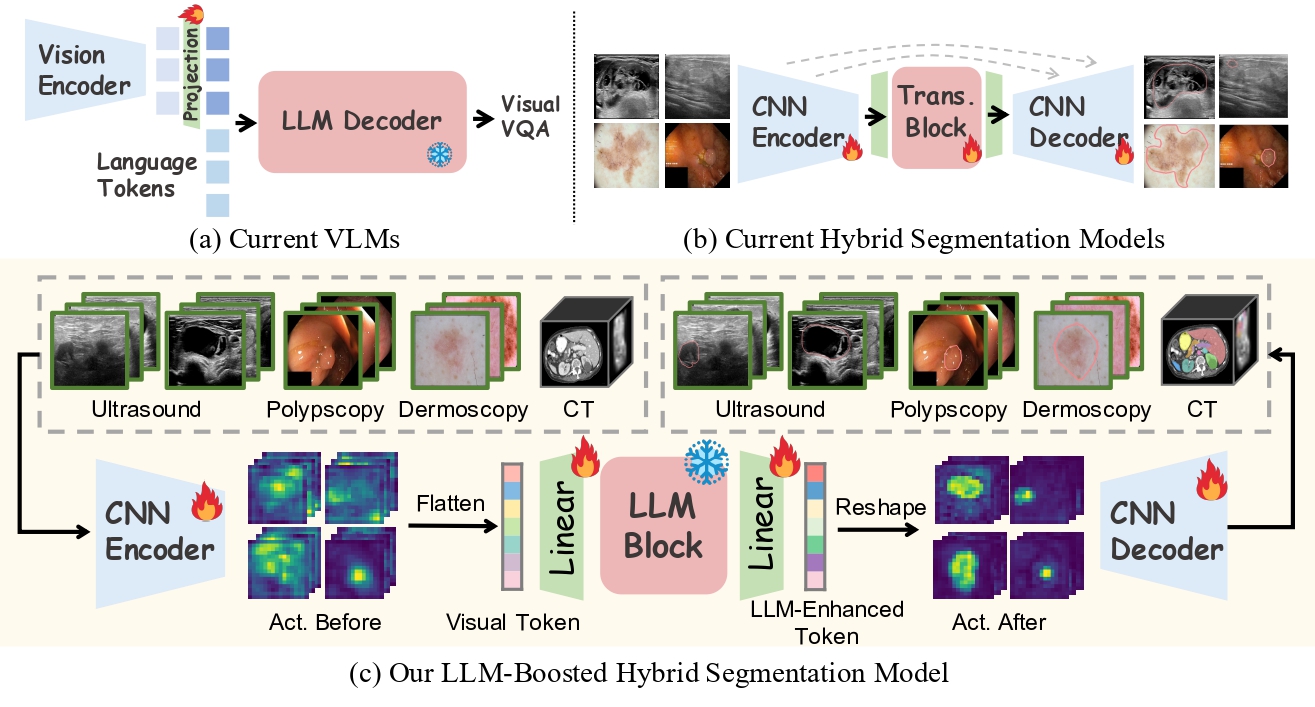 Vision
Encoder
Projection
Language
Tokens
LLM Decoder
Visual
VQA
(a) Current VLMs
CNN
Encoder
Trans.
Block
CNN
Decoder
(b) Current Hybrid Segmentation Models
Ultrasound
Polypscopy
Dermoscopy
CT
Ultrasound
Polypscopy
Dermoscopy
CT
CNN
Encoder
Act. Before
Flatten
Visual Token
Linear
LLM
Block
Linear
LLM-Enhanced
Token
Reshape
Act. After
CNN
Decoder
(c) Our LLM-Boosted Hybrid Segmentation Model